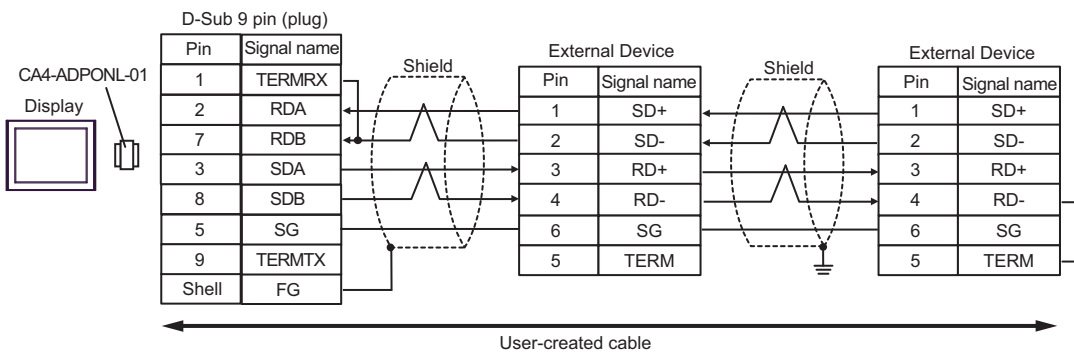 D-Sub 9 pin (plug)
CA4-ADPONL-01
Display
Pin Signal name
1 TERMRX
2 RDA
7 RDB
3 SDA
8 SDB
5 SG
9 TERMTX
Shell FG
Shield
External Device
Pin Signal name
1 SD+
2 SD-
3 RD+
4 RD-
6 SG
5 TERM
Shield
External Device
Pin Signal name
1 SD+
2 SD-
3 RD+
4 RD-
6 SG
5 TERM
User-created cable